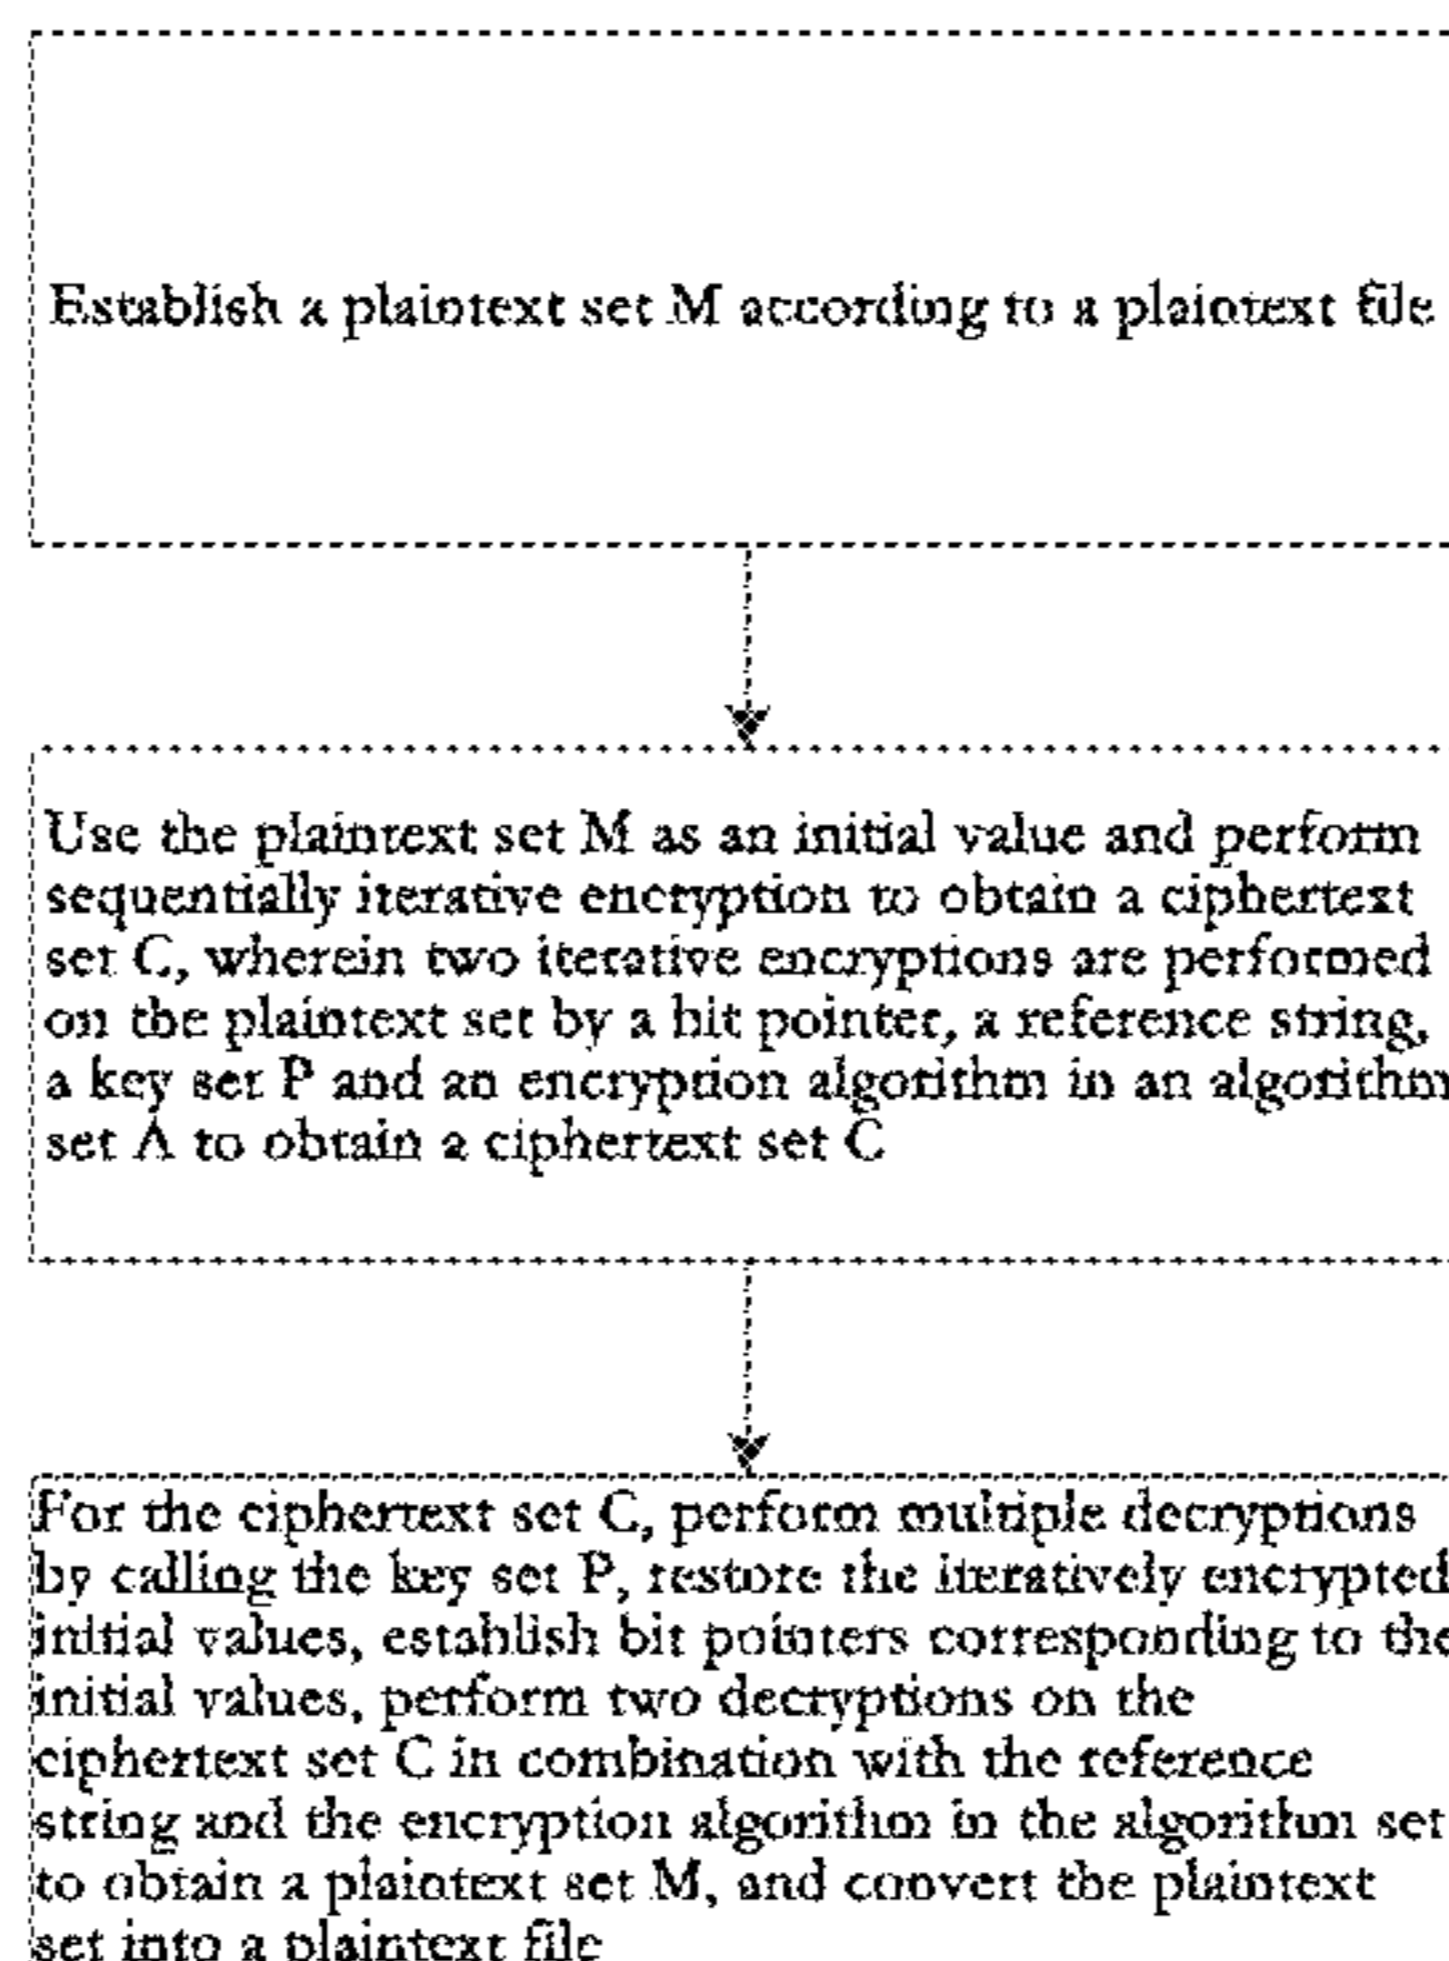 Establish a plaintext set M according to a plaintext file
Use the plaintext set M as an initial value and perform
sequentially iterative encryption to obtain a ciphertext
set C, wherein two iterative encryptions are performed
on the plaintext set by a bit pointer, a reference string,
a key set P and an encryption algorithm in an algorithm
set A to obtain a ciphertext set C
For the ciphertext set C, perform multiple decryptions
by calling the key set P, restore the iteratively encrypted
initial values, establish bit pointers corresponding to the
initial values, perform two decryptions on the
ciphertext set C in combination with the reference
string and the encryption algorithm in the algorithm set
to obtain a plaintext set M, and convert the plaintext
set into a plaintext file